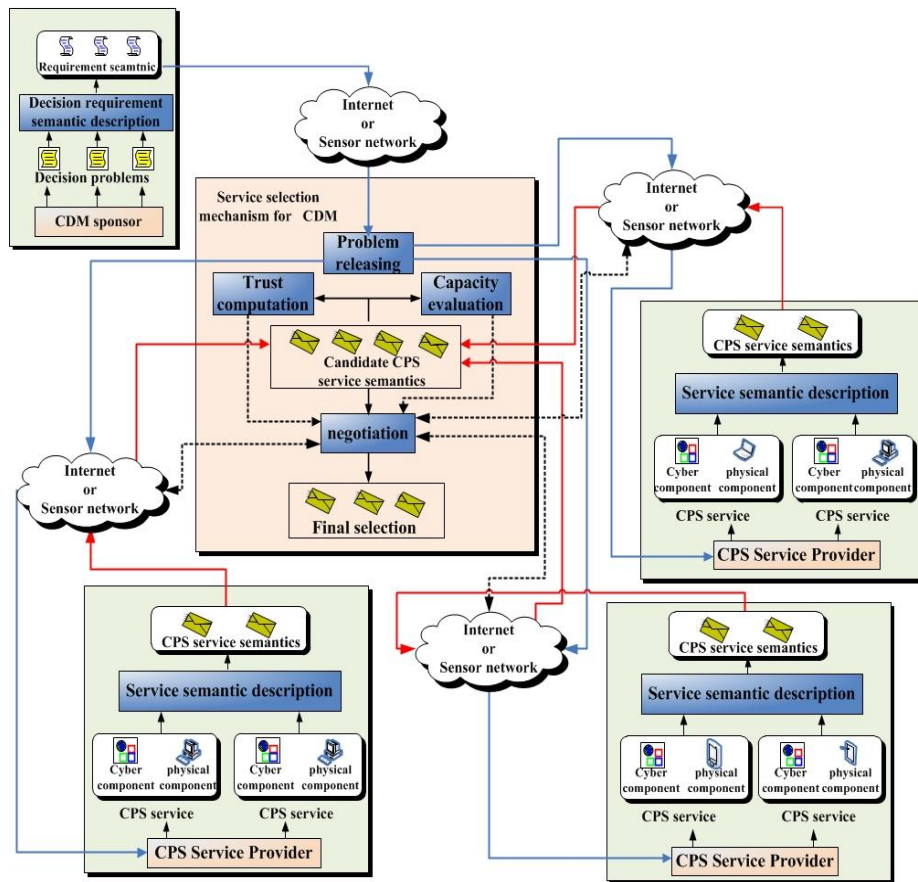 Requirement seamtnic
Decision requirement
semantic description
Decision problems
CDM sponsor
Internet
or
Sensor network
Service selection
mechanism for CDM
Problem
releasing
Trust
computation
Capacity
evaluation
Candidate CPS
service semantics
negotiation
Final selection
Internet
or
Sensor network
CPS service semantics
Service semantic description
Cyber
component
physical
component
Cyber
component
physical
component
CPS service
CPS service
CPS Service Provider
Internet
or
Sensor network
CPS service semantics
Service semantic description
Cyber
component
physical
component
Cyber
component
physical
component
CPS service
CPS service
CPS Service Provider
Internet
or
Sensor network
CPS service semantics
Service semantic description
Cyber
component
physical
component
Cyber
component
physical
component
CPS service
CPS service
CPS Service Provider